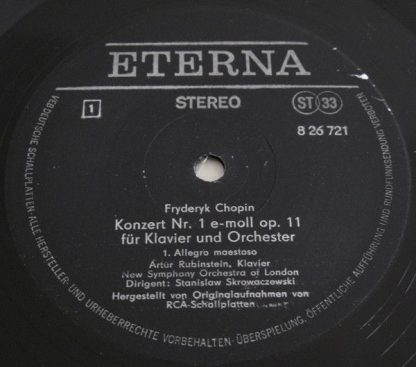 ETERNA
STEREO
1
ST 33
8 26 721
Fryderyk Chopin
Konzert Nr. 1 e-moll op. 11
für Klavier und Orchester
1. Allegro maestoso
Artur Rubinstein, Klavier
New Symphony Orchestra of London
Dirigent: Stanislaw Skrowaczewski
Hergestellt von Originalaufnahmen von
RCA-Schallplatten
VEB DEUTSCHE SCHALLPLATTEN · ALLE HERSTELLER- UND URHEBERRECHTE VORBEHALTEN · ÜBERSPIELUNG, ÖFFENTLICHE AUFFÜHRUNG UND RUNDFUNKSENDUNG VERBOTEN